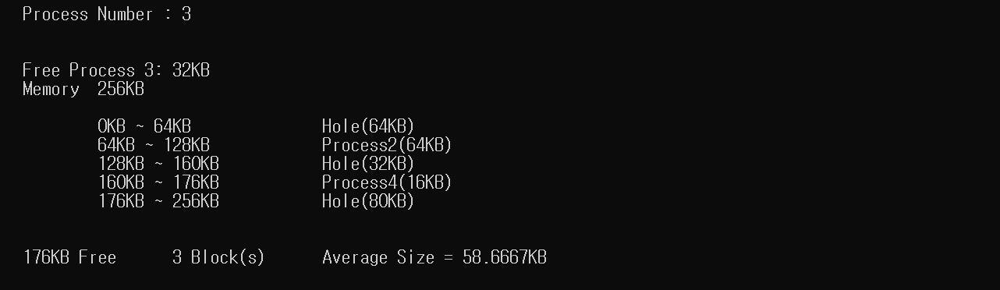 Process Number : 3
Free Process 3: 32KB
Memory  256KB
0KB ~ 64KB    Hole(64KB)
64KB ~ 128KB    Process2(64KB)
128KB ~ 160KB    Hole(32KB)
160KB ~ 176KB    Process4(16KB)
176KB ~ 256KB    Hole(80KB)
176KB Free    3 Block(s)    Average Size = 58.6667KB